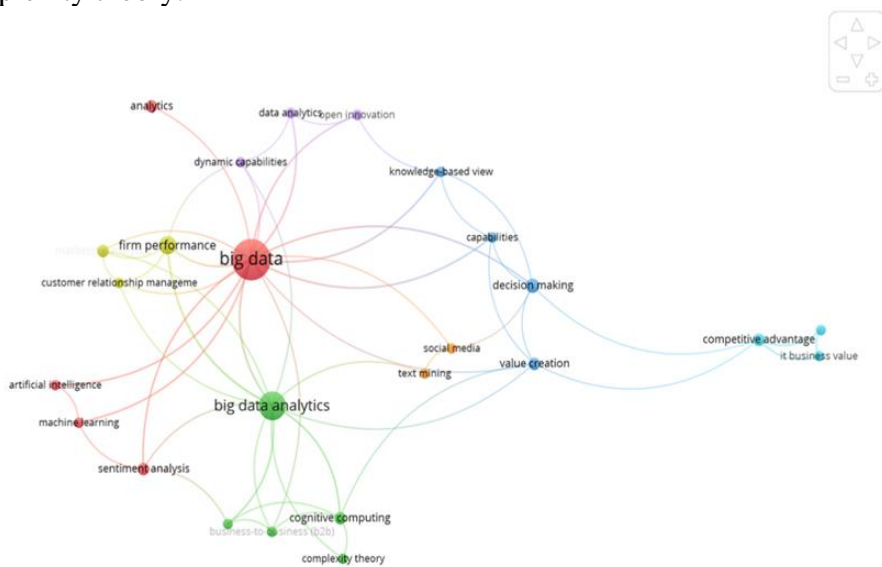 analytics
data analytics
open innovation
dynamic capabilities
knowledge-based view
firm performance
big data
capabilities
customer relationship manageme
decision making
competitive advantage
it business value
social media
value creation
text mining
artificial intelligence
big data analytics
machine learning
sentiment analysis
cognitive computing
business-to-business (b2b)
complexity theory